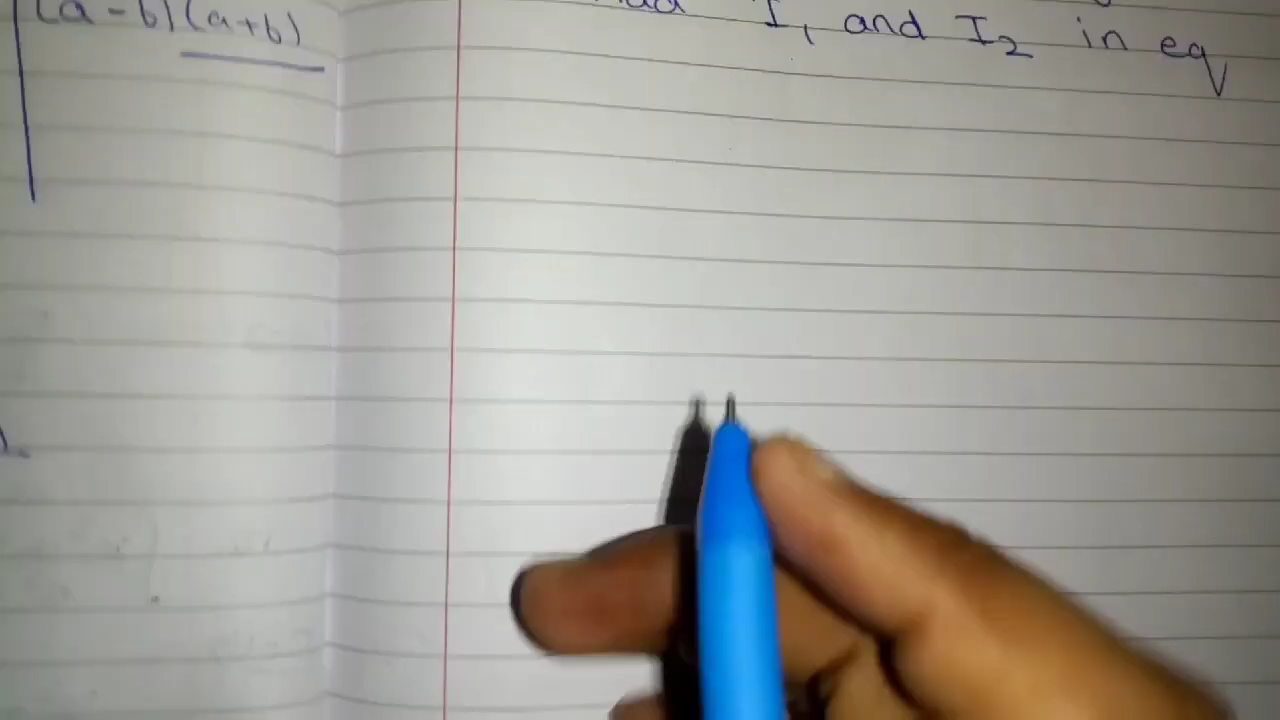 (a-b)(a+b)
I₁ and I₂ in eq